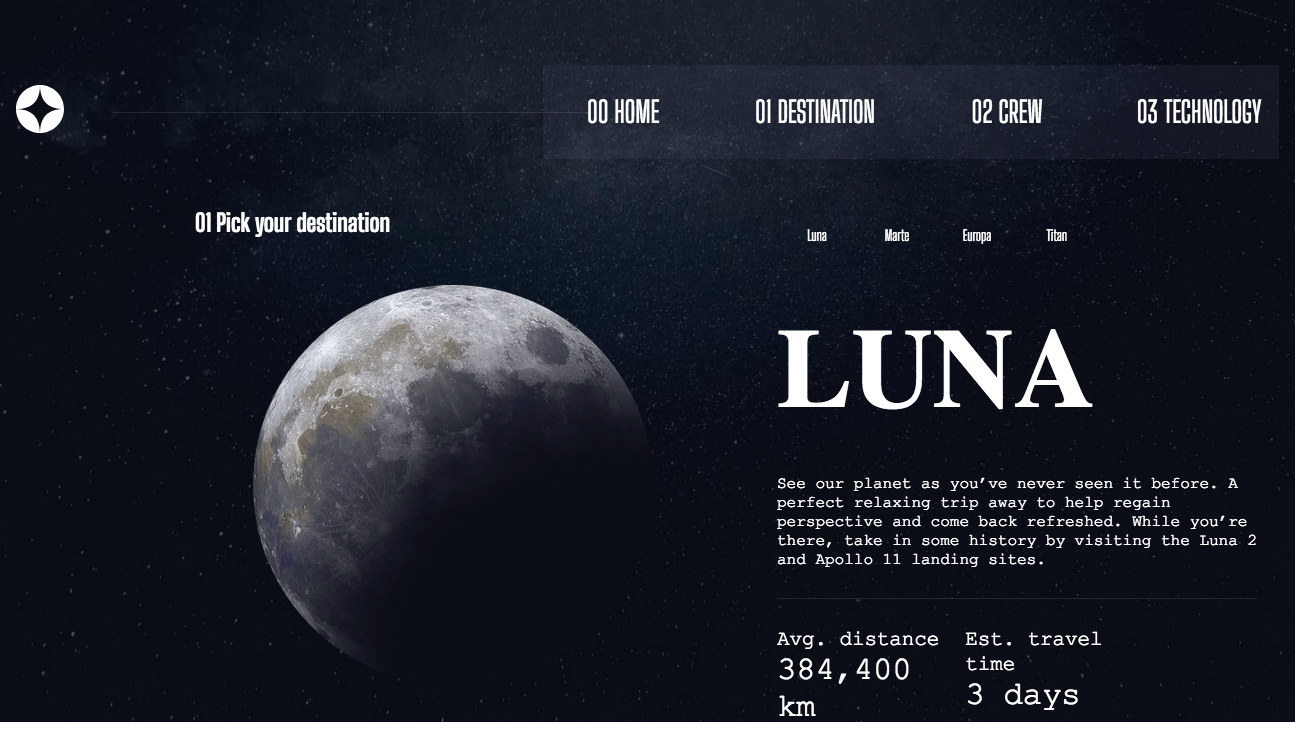 00 HOME
01 DESTINATION
02 CREW
03 TECHNOLOGY
01 Pick your destination
Luna
Marte
Europa
Titan
LUNA
See our planet as you’ve never seen it before. A
perfect relaxing trip away to help regain
perspective and come back refreshed. While you’re
there, take in some history by visiting the Luna 2
and Apollo 11 landing sites.
Avg. distance
384,400
km
Est. travel
time
3 days